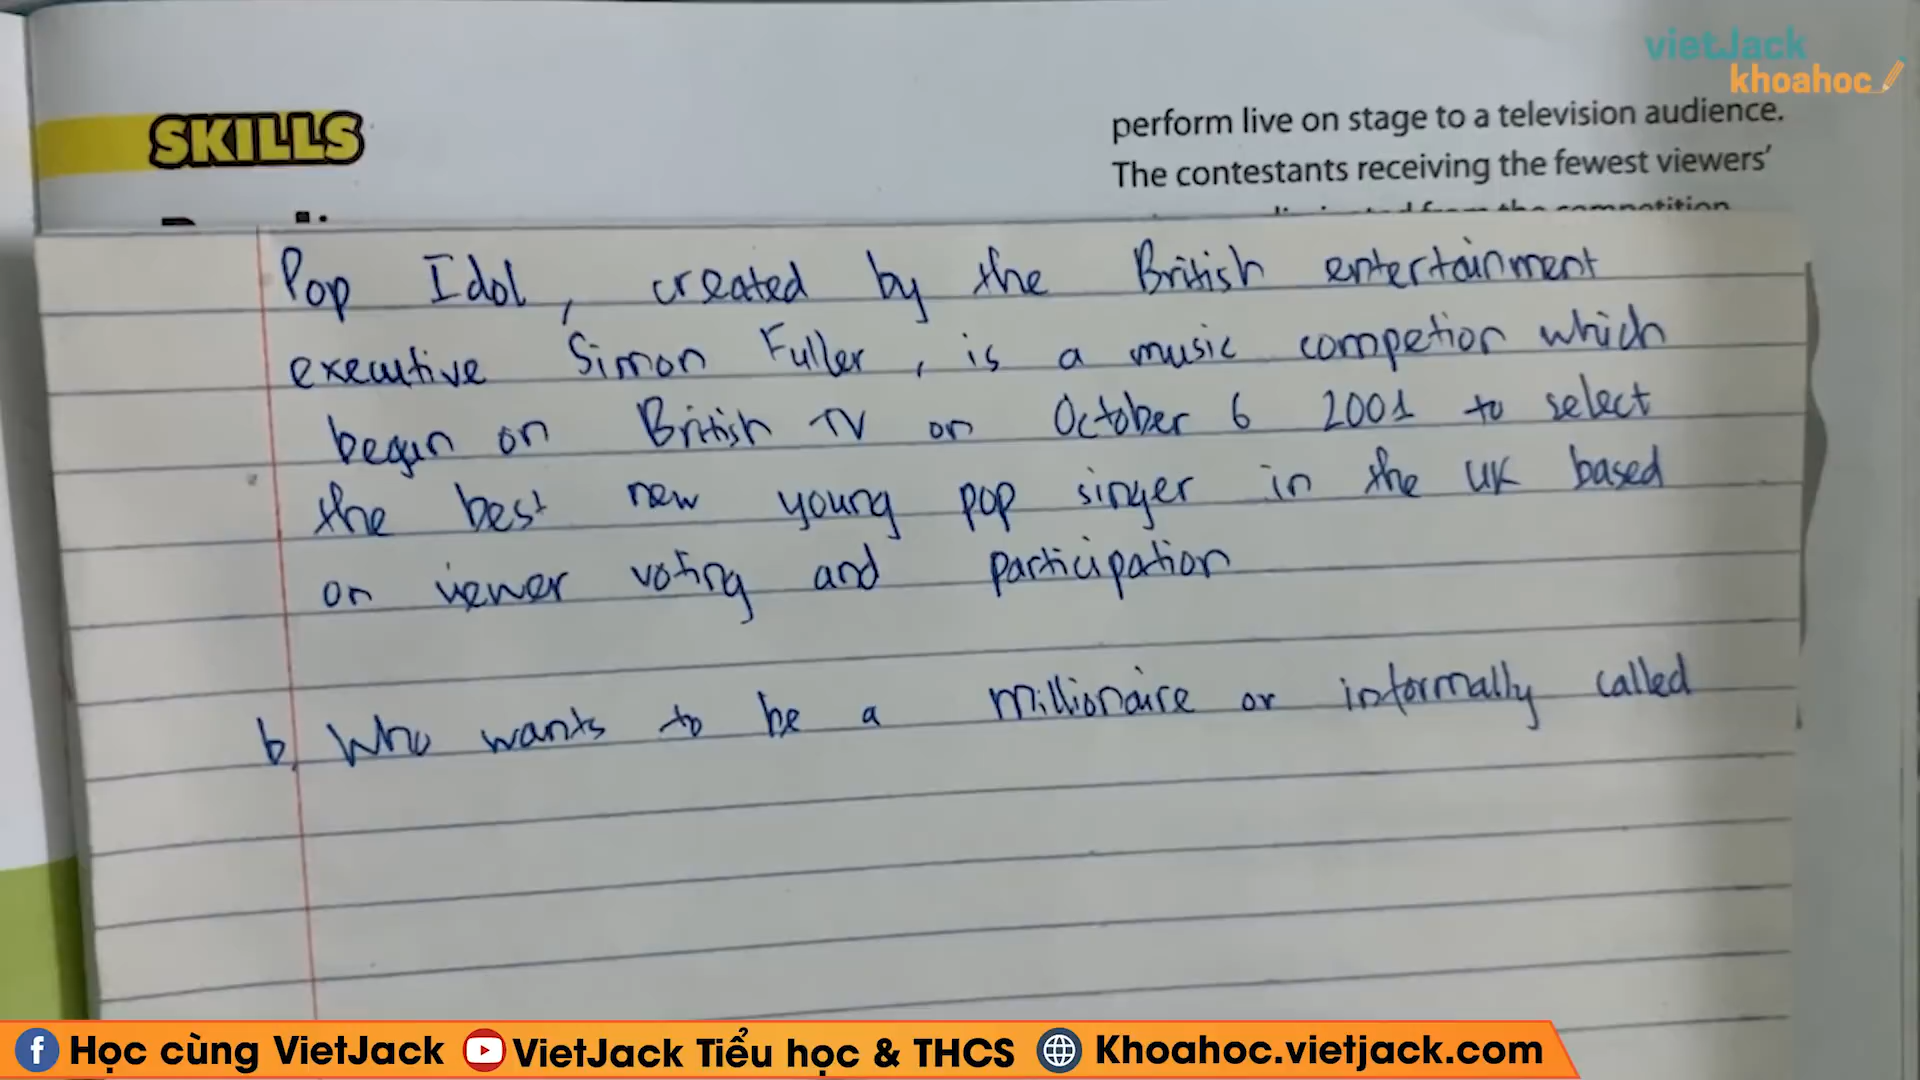 vietJack
khoahoc
SKILLS
perform live on stage to a television audience.
The contestants receiving the fewest viewers'
from the competition
Pop Idol, created by the British entertainment
executive Simon Fuller, is a music competion which
begun on British TV on October 6 2001 to select
the best new young pop singer in the UK based
on viewer voting and participation
b, Who wants to be a millionaire or informally called
Học cùng VietJack VietJack Tiểu học & THCS Khoahoc.vietjack.com